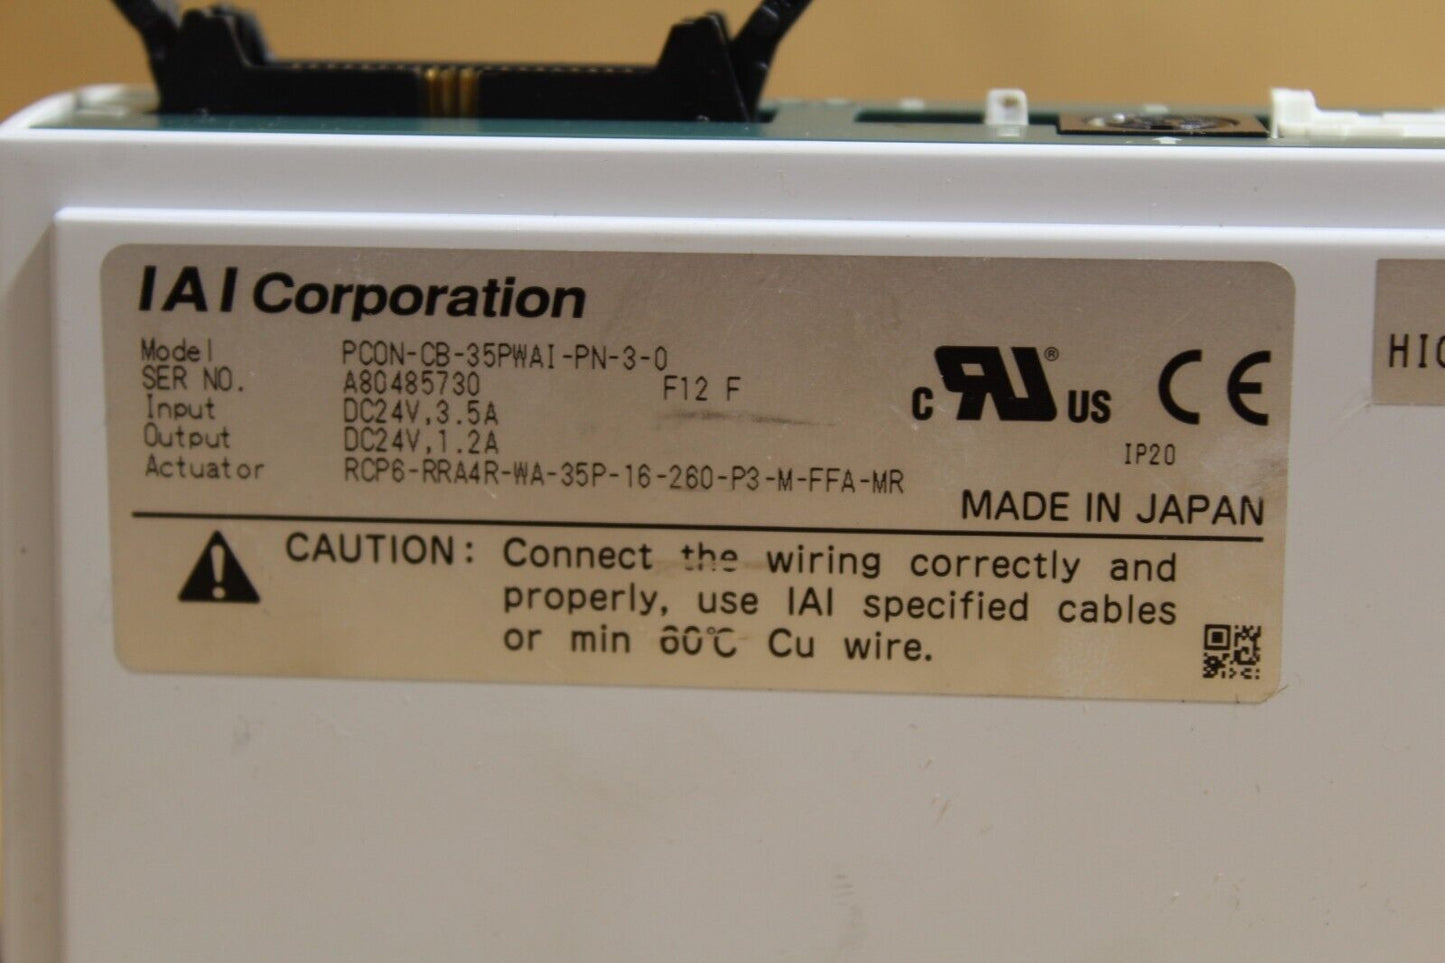 IAI Corporation
Model PCON-CB-35PWAI-PN-3-0
SER NO. A80485730 F12 F
Input DC24V,3.5A
Output DC24V,1.2A
Actuator RCP6-RRA4R-WA-35P-16-260-P3-M-FFA-MR
c RU ® US CE
IP20
MADE IN JAPAN
CAUTION: Connect the wiring correctly and
properly, use IAI specified cables
or min 60℃ Cu wire.